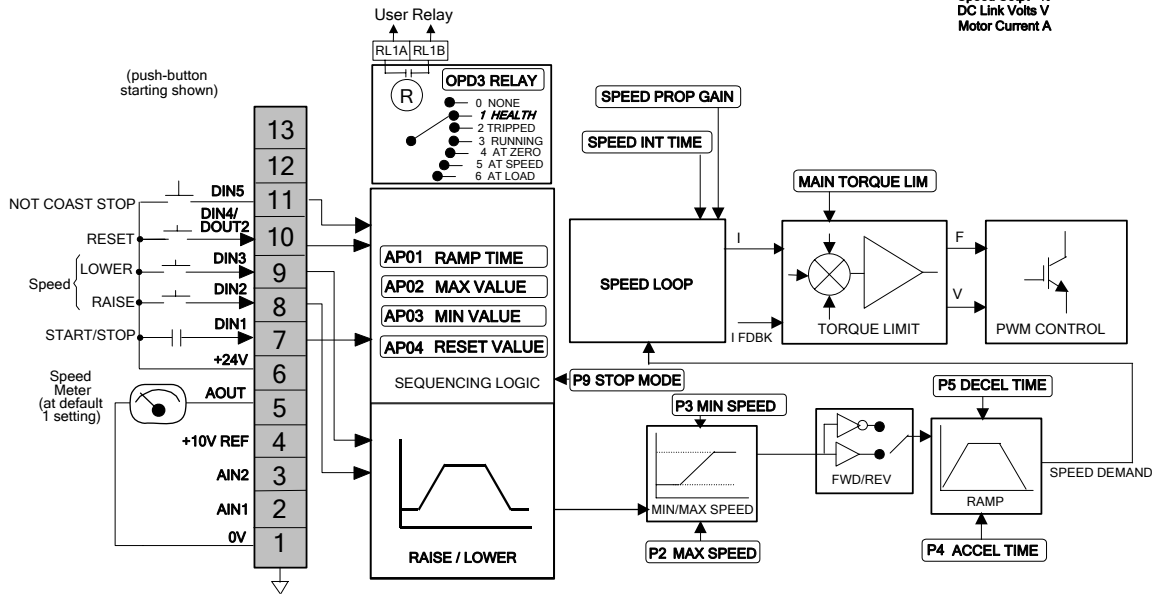 DC Link Volts V
Motor Current A
User Relay
RL1A RL1B
(push-button
starting shown)
OPD3 RELAY
R
0 NONE
1 HEALTH
2 TRIPPED
3 RUNNING
4 AT ZERO
5 AT SPEED
6 AT LOAD
13
12
11
10
9
8
7
6
5
4
3
2
1
NOT COAST STOP
DIN5
DIN4/
DOUT2
RESET
DIN3
LOWER
Speed
DIN2
RAISE
DIN1
START/STOP
+24V
Speed
Meter
(at default
1 setting)
AOUT
+10V REF
AIN2
AIN1
0V
AP01 RAMP TIME
AP02 MAX VALUE
AP03 MIN VALUE
AP04 RESET VALUE
SEQUENCING LOGIC
P9 STOP MODE
RAISE / LOWER
SPEED PROP GAIN
SPEED INT TIME
SPEED LOOP
I
I FDBK
MAIN TORQUE LIM
TORQUE LIMIT
F
V
PWM CONTROL
P3 MIN SPEED
MIN/MAX SPEED
P2 MAX SPEED
FWD/REV
P5 DECEL TIME
RAMP
P4 ACCEL TIME
SPEED DEMAND